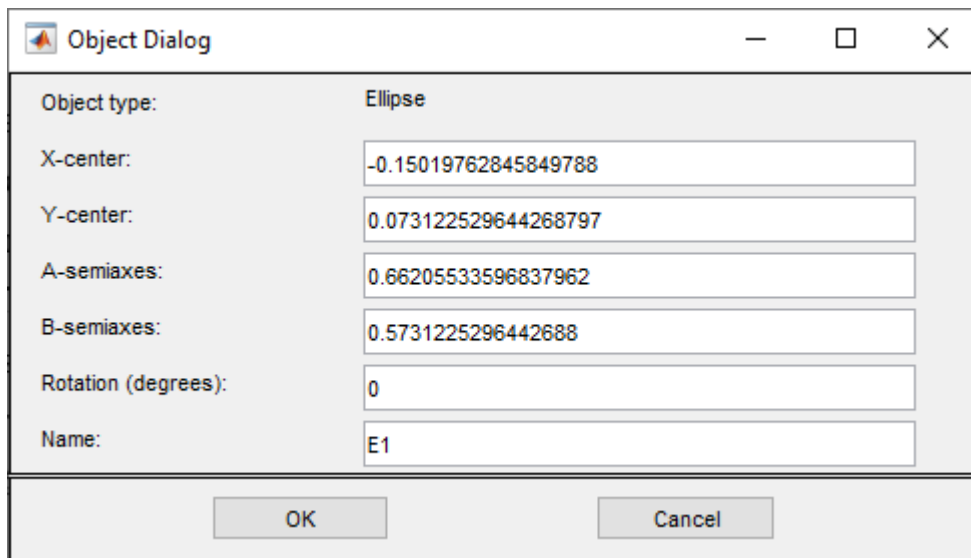 Object Dialog
Object type: Ellipse
X-center: -0.15019762845849788
Y-center: 0.073122529644268797
A-semiaxes: 0.66205533596837962
B-semiaxes: 0.5731225296442688
Rotation (degrees): 0
Name: E1
OK Cancel